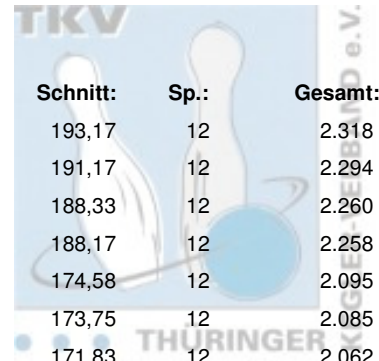 TKV
Schnitt: Sp.: Gesamt:
193,17 12 2.318
191,17 12 2.294
188,33 12 2.260
188,17 12 2.258
174,58 12 2.095
173,75 12 2.085
171,83 12 2.062
THÜRINGER
KEGLER-VERBAND e.V.